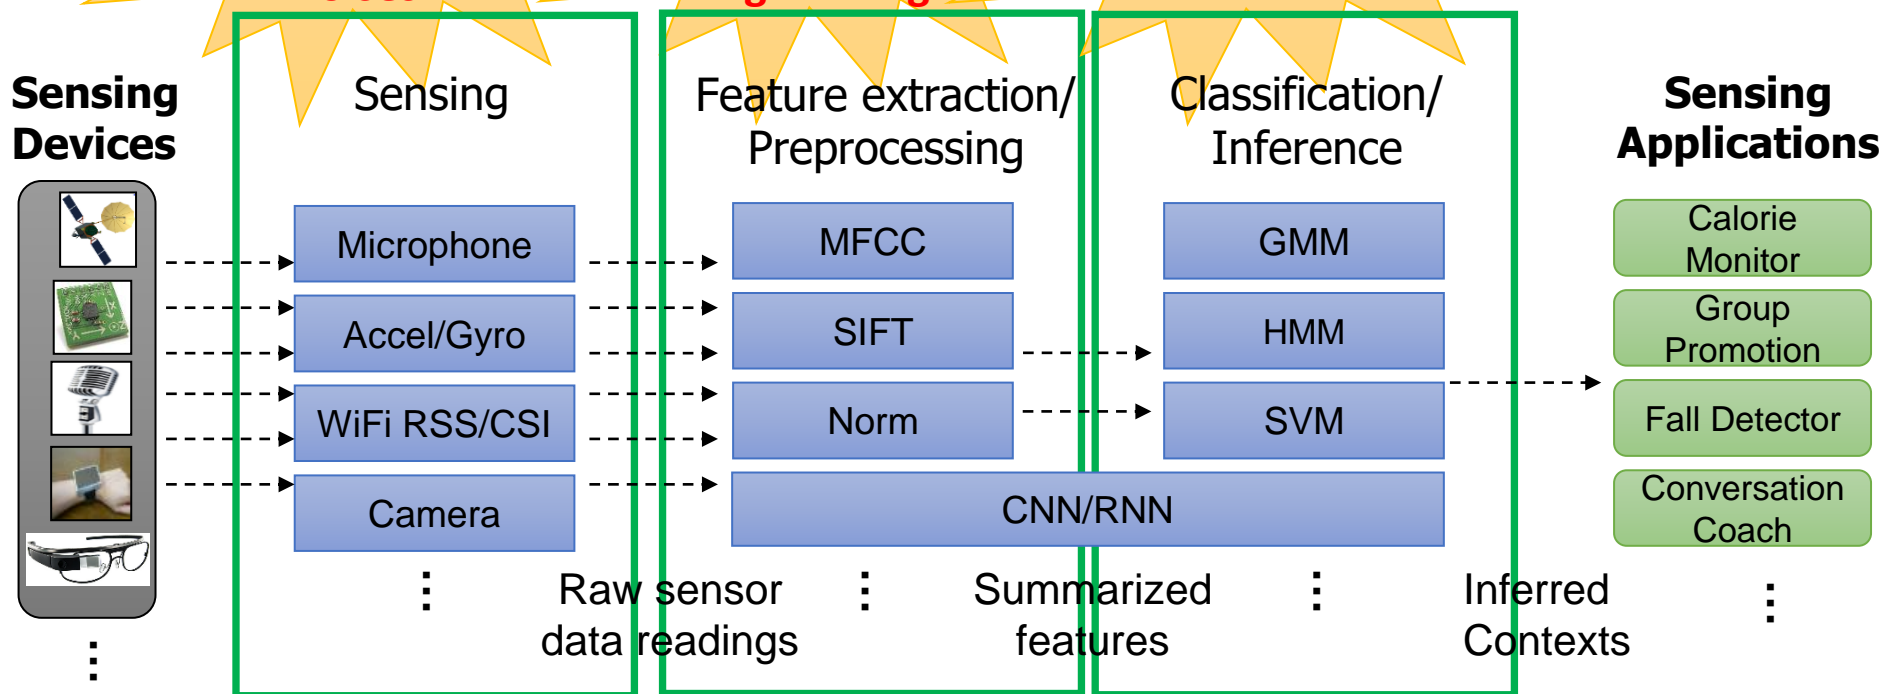 Sensing
Devices
Sensing
Microphone
Accel/Gyro
WiFi RSS/CSI
Camera
Raw sensor
data readings
Feature extraction/
Preprocessing
MFCC
SIFT
Norm
CNN/RNN
Summarized
features
Classification/
Inference
GMM
HMM
SVM
Inferred
Contexts
Sensing
Applications
Calorie
Monitor
Group
Promotion
Fall Detector
Conversation
Coach